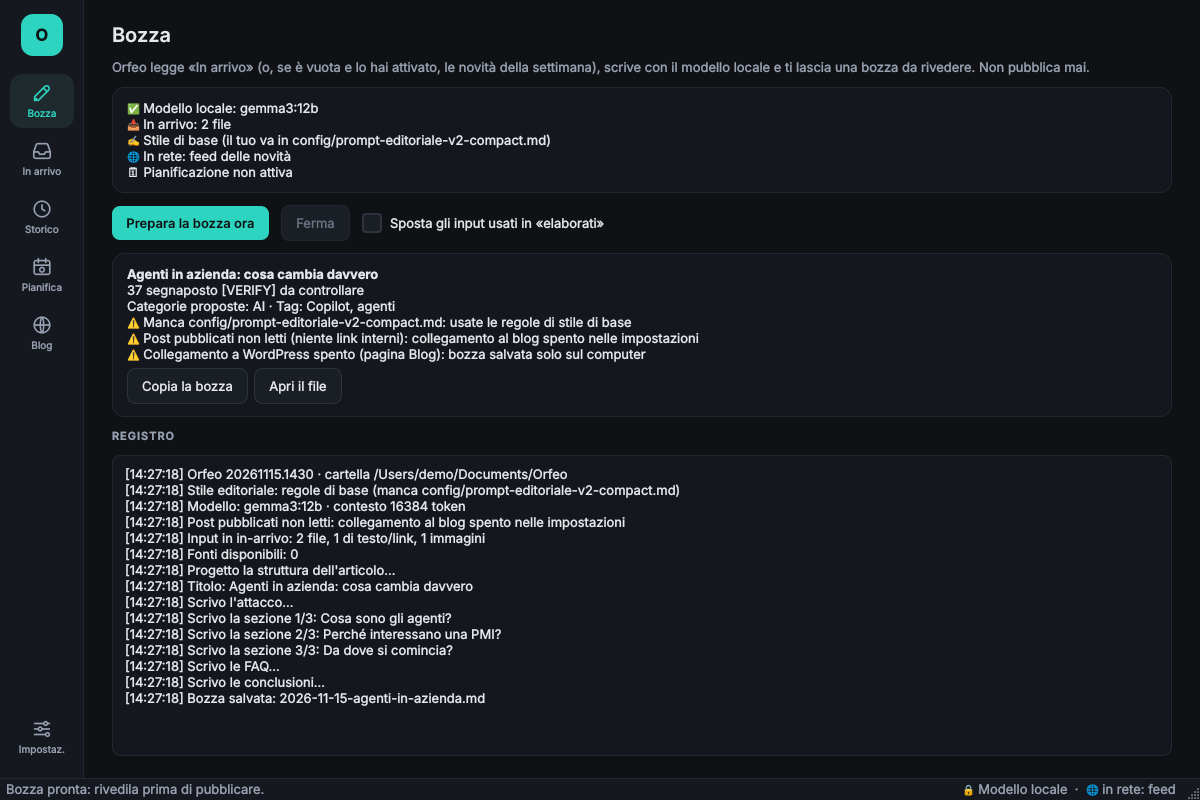 O
Bozza
In arrivo
Storico
Pianifica
Blog
Impostaz.
Bozza
Orfeo legge «In arrivo» (o, se è vuota e lo hai attivato, le novità della settimana), scrive con il modello locale e ti lascia una bozza da rivedere. Non pubblica mai.
✅ Modello locale: gemma3:12b
📥 In arrivo: 2 file
✍️ Stile di base (il tuo va in config/prompt-editoriale-v2-compact.md)
🌐 In rete: feed delle novità
🗓 Pianificazione non attiva
Prepara la bozza ora
Ferma
Sposta gli input usati in «elaborati»
Agenti in azienda: cosa cambia davvero
37 segnaposto [VERIFY] da controllare
Categorie proposte: AI · Tag: Copilot, agenti
⚠️ Manca config/prompt-editoriale-v2-compact.md: usate le regole di stile di base
⚠️ Post pubblicati non letti (niente link interni): collegamento al blog spento nelle impostazioni
⚠️ Collegamento a WordPress spento (pagina Blog): bozza salvata solo sul computer
Copia la bozza
Apri il file
REGISTRO
[14:27:18] Orfeo 20261115.1430 · cartella /Users/demo/Documents/Orfeo
[14:27:18] Stile editoriale: regole di base (manca config/prompt-editoriale-v2-compact.md)
[14:27:18] Modello: gemma3:12b · contesto 16384 token
[14:27:18] Post pubblicati non letti: collegamento al blog spento nelle impostazioni
[14:27:18] Input in in-arrivo: 2 file, 1 di testo/link, 1 immagini
[14:27:18] Fonti disponibili: 0
[14:27:18] Progetto la struttura dell'articolo...
[14:27:18] Titolo: Agenti in azienda: cosa cambia davvero
[14:27:18] Scrivo l'attacco...
[14:27:18] Scrivo la sezione 1/3: Cosa sono gli agenti?
[14:27:18] Scrivo la sezione 2/3: Perché interessano una PMI?
[14:27:18] Scrivo la sezione 3/3: Da dove si comincia?
[14:27:18] Scrivo le FAQ...
[14:27:18] Scrivo le conclusioni...
[14:27:18] Bozza salvata: 2026-11-15-agenti-in-azienda.md
Bozza pronta: rivedila prima di pubblicare.
🔒 Modello locale · 🌐 in rete: feed